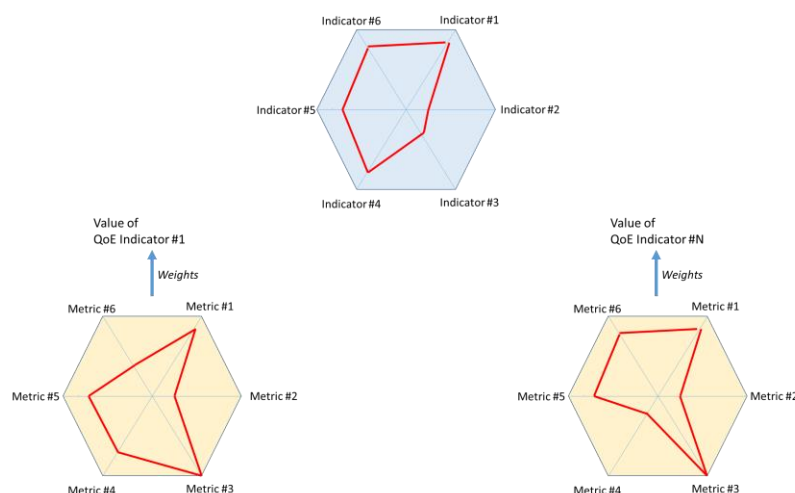 Indicator #6
Indicator #1
Indicator #5
Indicator #2
Indicator #4
Indicator #3
Value of
QoE Indicator #1
Weights
Metric #6
Metric #1
Metric #5
Metric #2
Metric #4
Metric #3
Value of
QoE Indicator #N
Weights
Metric #6
Metric #1
Metric #5
Metric #2
Metric #4
Metric #3